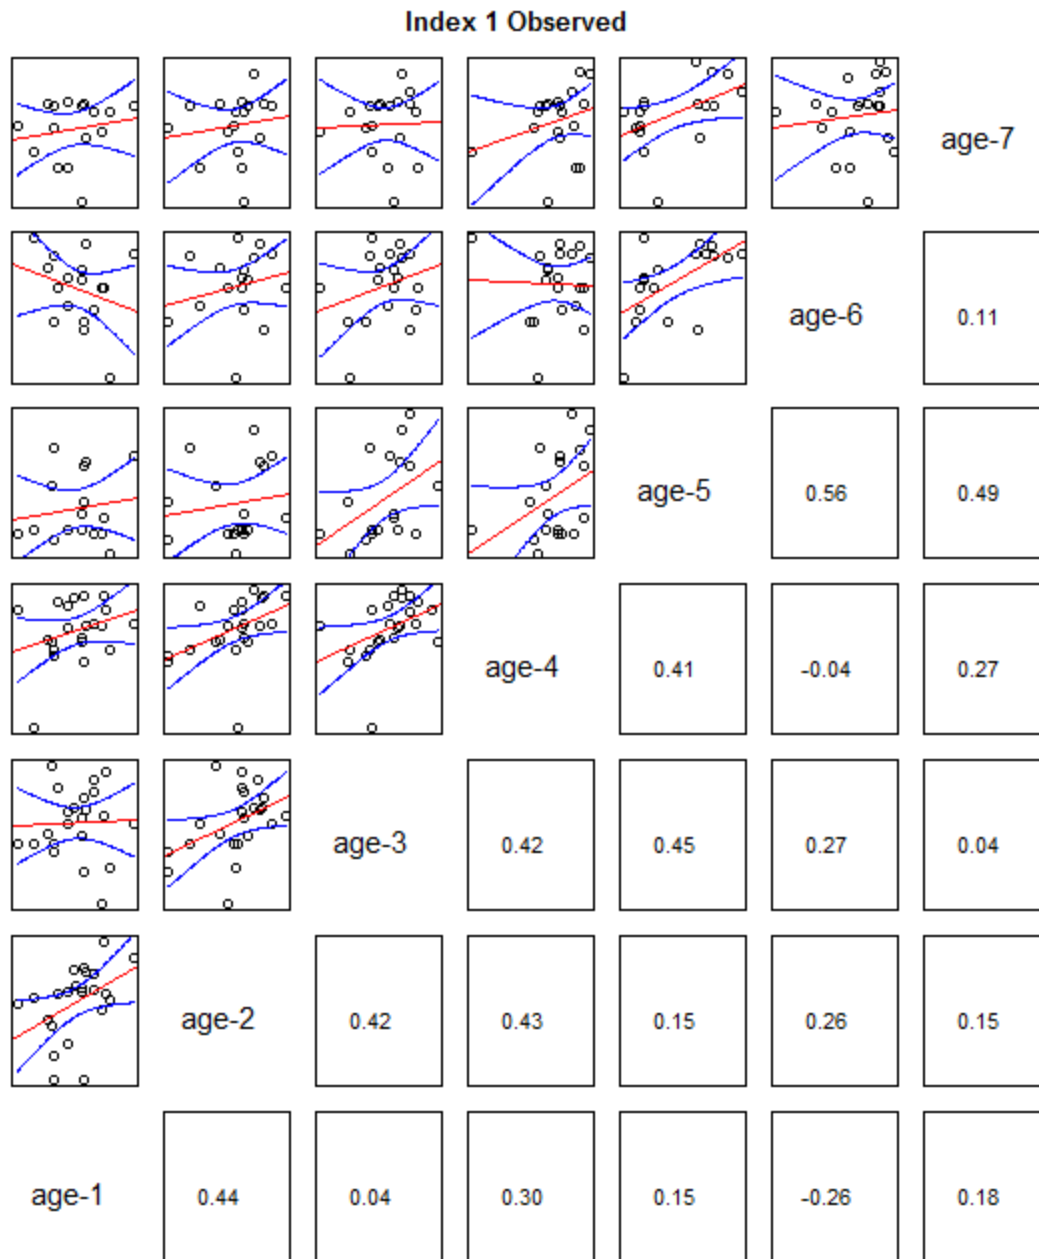 Index 1 Observed
age-7
age-6 0.11
age-5 0.56 0.49
age-4 0.41 -0.04 0.27
age-3 0.42 0.45 0.27 0.04
age-2 0.42 0.43 0.15 0.26 0.15
age-1 0.44 0.04 0.30 0.15 -0.26 0.18